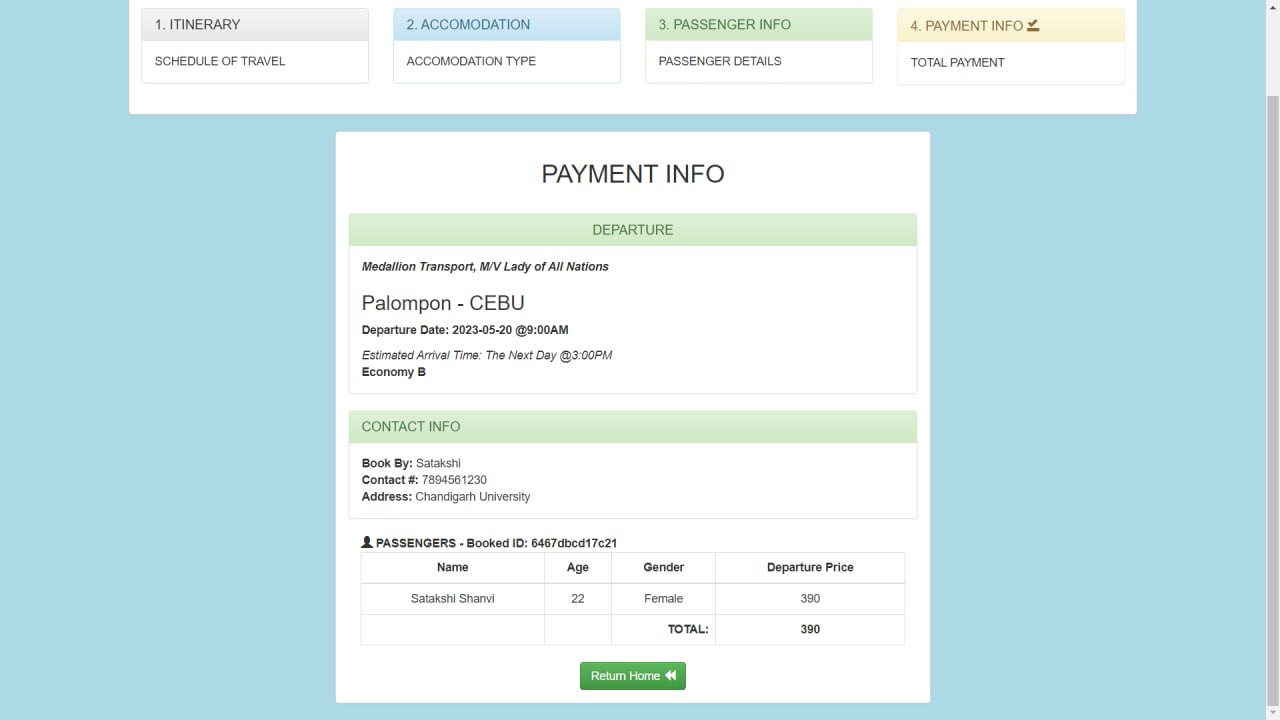 1. ITINERARY
SCHEDULE OF TRAVEL
2. ACCOMODATION
ACCOMODATION TYPE
3. PASSENGER INFO
PASSENGER DETAILS
4. PAYMENT INFO
TOTAL PAYMENT
PAYMENT INFO
DEPARTURE
Medallion Transport, M/V Lady of All Nations
Palompon - CEBU
Departure Date: 2023-05-20 @9:00AM
Estimated Arrival Time: The Next Day @3:00PM
Economy B
CONTACT INFO
Book By: Satakshi
Contact #: 7894561230
Address: Chandigarh University
PASSENGERS - Booked ID: 6467dbcd17c21
Name Age Gender Departure Price
Satakshi Shanvi 22 Female 390
TOTAL: 390
Return Home